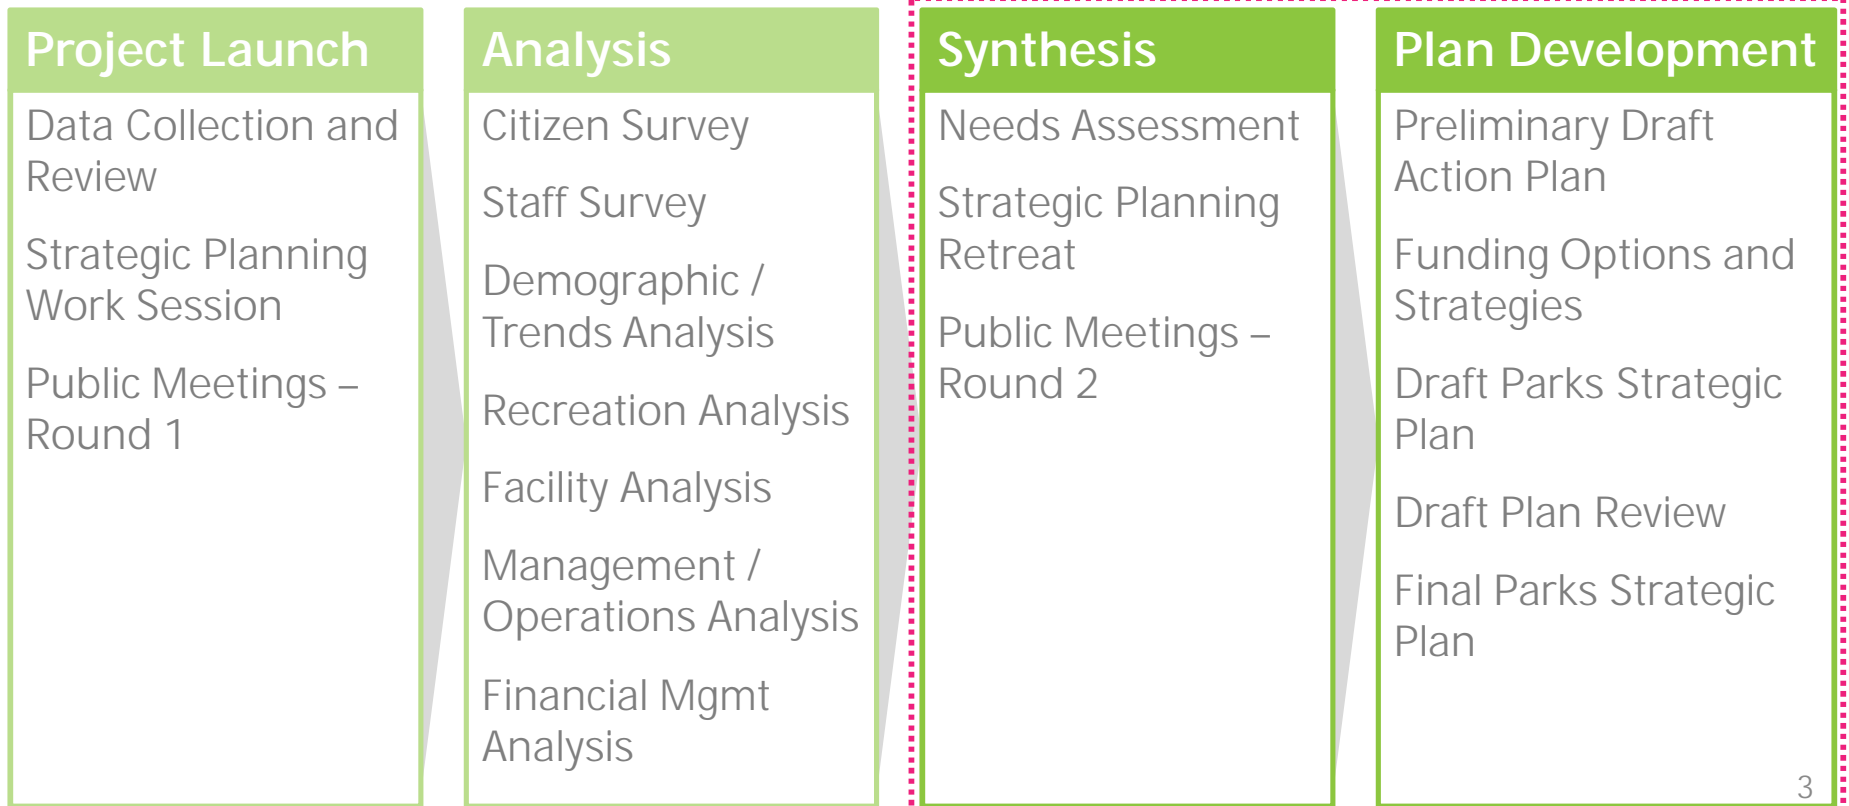 Project Launch
Data Collection and
Review
Strategic Planning
Work Session
Public Meetings –
Round 1
Analysis
Citizen Survey
Staff Survey
Demographic /
Trends Analysis
Recreation Analysis
Facility Analysis
Management /
Operations Analysis
Financial Mgmt
Analysis
Synthesis
Needs Assessment
Strategic Planning
Retreat
Public Meetings –
Round 2
Plan Development
Preliminary Draft
Action Plan
Funding Options and
Strategies
Draft Parks Strategic
Plan
Draft Plan Review
Final Parks Strategic
Plan
3